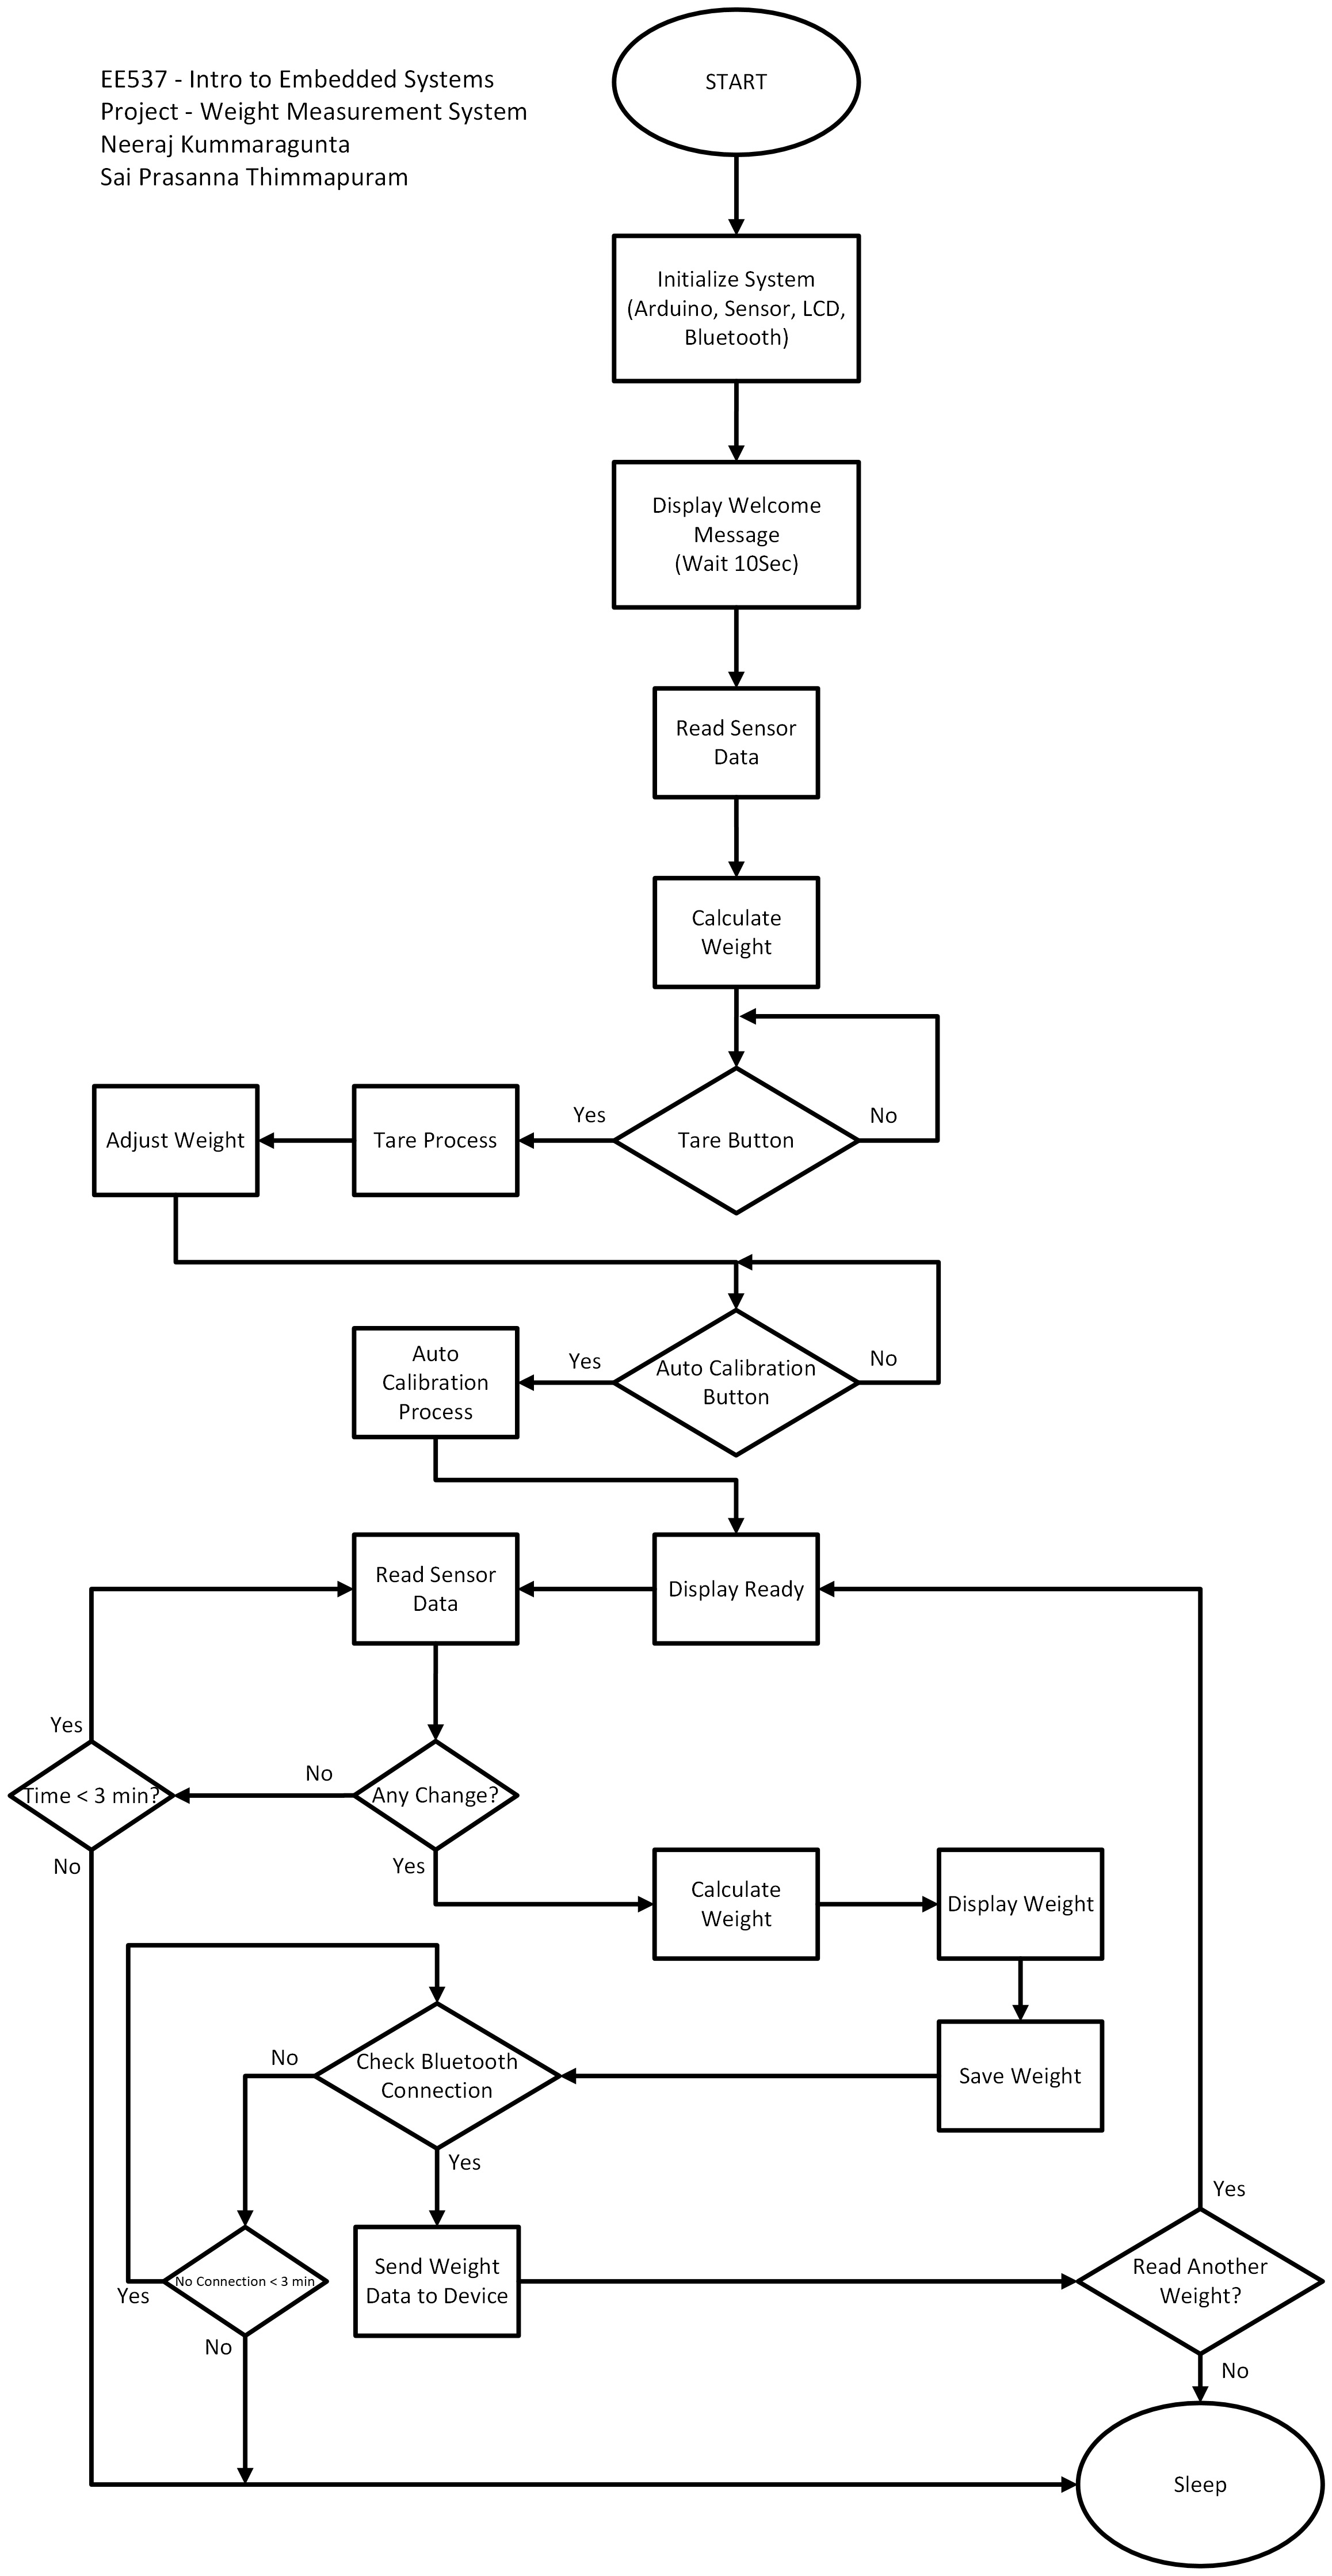 EE537 - Intro to Embedded Systems
Project - Weight Measurement System
Neeraj Kummaragunta
Sai Prasanna Thimmapuram
START
Initialize System
(Arduino, Sensor, LCD,
Bluetooth)
Display Welcome
Message
(Wait 10Sec)
Read Sensor
Data
Calculate
Weight
Adjust Weight
Tare Process
Yes
Tare Button
No
Auto
Calibration
Process
Yes
Auto Calibration
Button
No
Read Sensor
Data
Display Ready
Yes
Time < 3 min?
No
No
Any Change?
Yes
Calculate
Weight
Display Weight
No
Check Bluetooth
Connection
Yes
Save Weight
Yes
No Connection < 3 min
No
Send Weight
Data to Device
Yes
Read Another
Weight?
No
Sleep